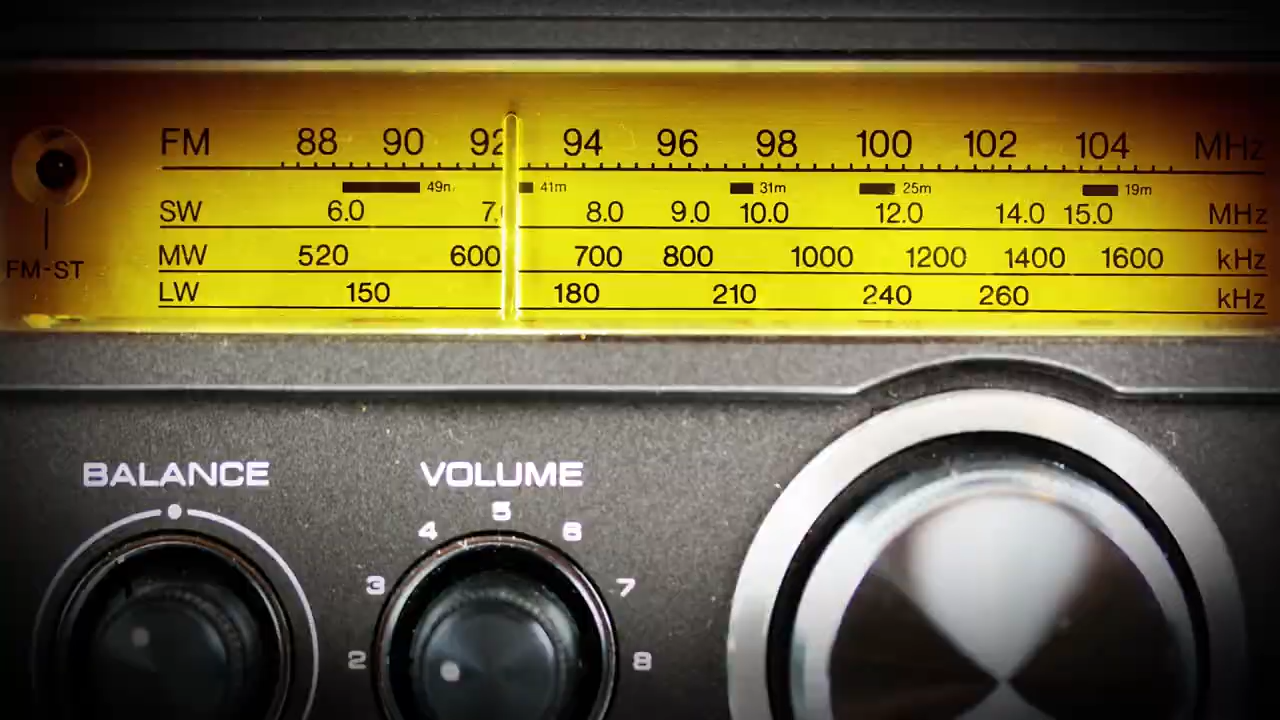 FM 88 90 92 94 96 98 100 102 104 MHz
41m 31m 25m 19m
SW 6.0 8.0 9.0 10.0 12.0 14.0 15.0 MHz
MW 520 600 700 800 1000 1200 1400 1600 kHz
FM-ST
LW 150 180 210 240 260 kHz
BALANCE VOLUME
2 3 4 5 6 7 8